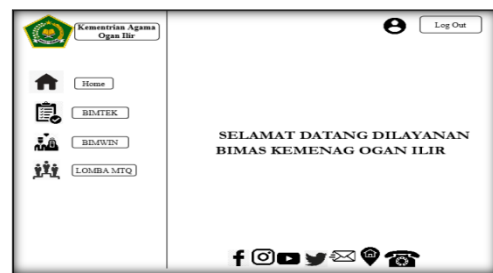 Kementrian Agama
Ogan Ilir
Log Out
Home
BIMTEK
BIMWIN
LOMBA MTQ
SELAMAT DATANG DILAYANAN
BIMAS KEMENAG OGAN ILIR